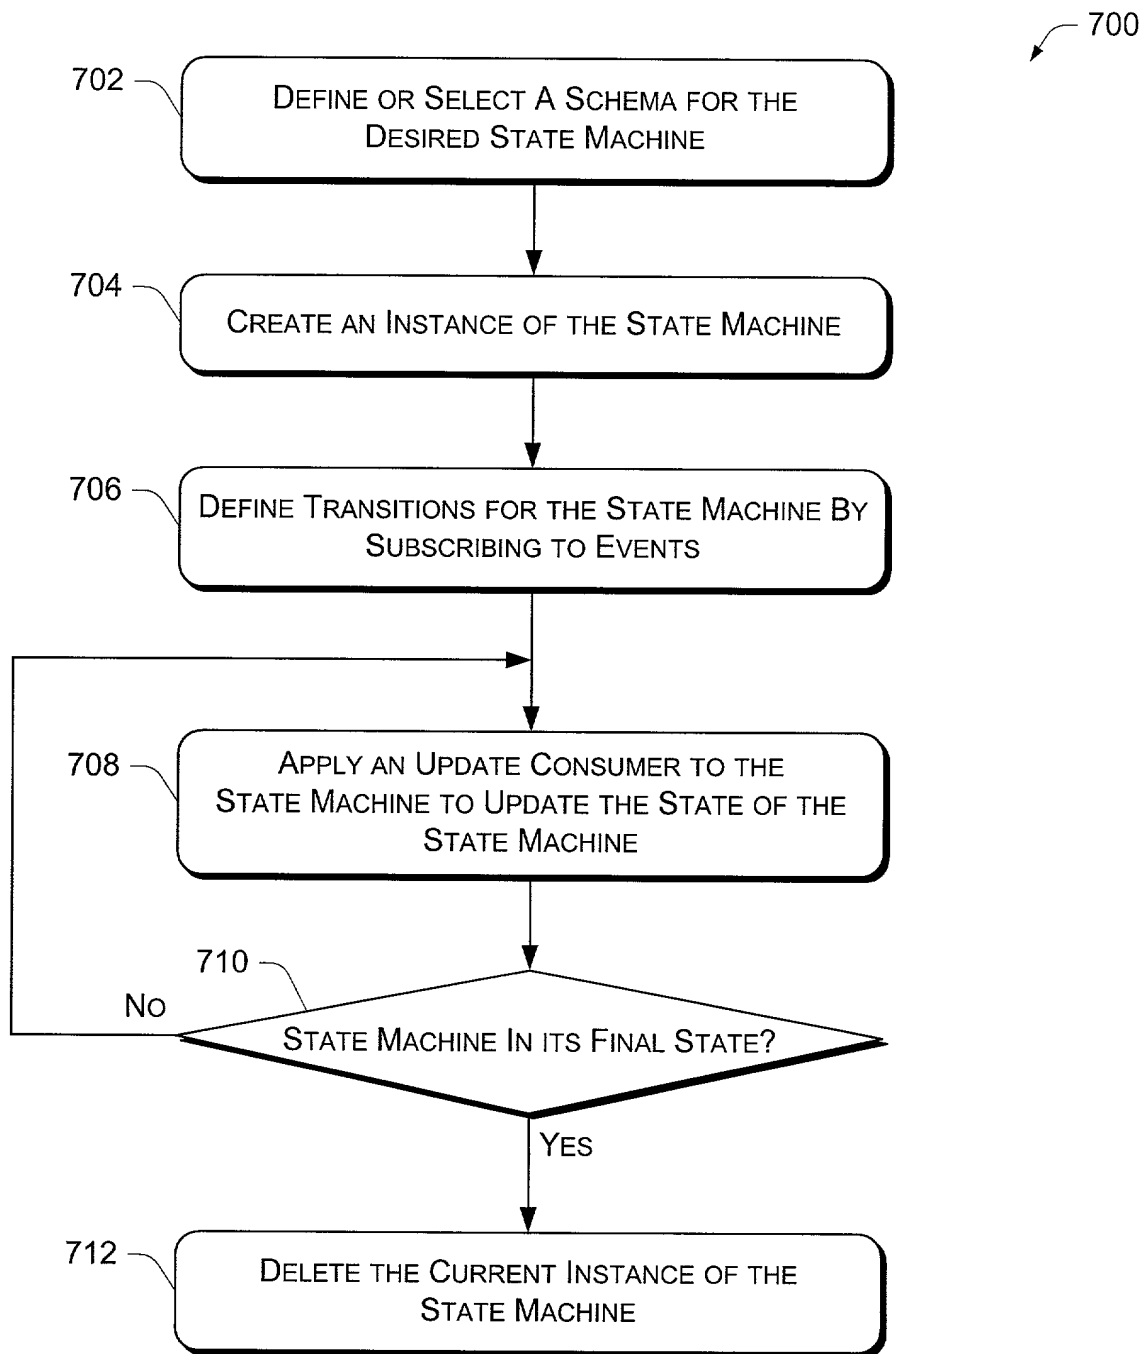 700
702
DEFINE OR SELECT A SCHEMA FOR THE
DESIRED STATE MACHINE
704
CREATE AN INSTANCE OF THE STATE MACHINE
706
DEFINE TRANSITIONS FOR THE STATE MACHINE BY
SUBSCRIBING TO EVENTS
708
APPLY AN UPDATE CONSUMER TO THE
STATE MACHINE TO UPDATE THE STATE OF THE
STATE MACHINE
710
NO
STATE MACHINE IN ITS FINAL STATE?
YES
712
DELETE THE CURRENT INSTANCE OF THE
STATE MACHINE